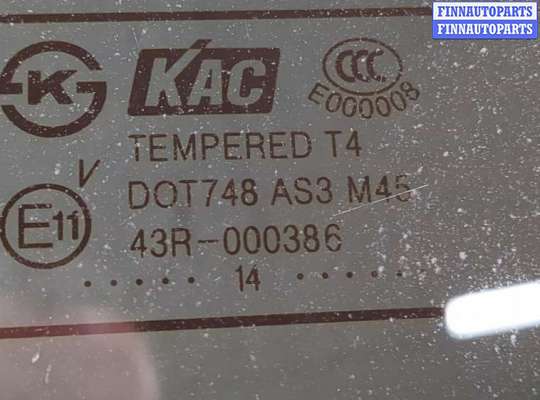 FINNAUTOPARTS
FINNAUTOPARTS
K KAC CCC
E000008
TEMPERED T4
V DOT748 AS3 M45
E11 43R-000386
..... 14 .....